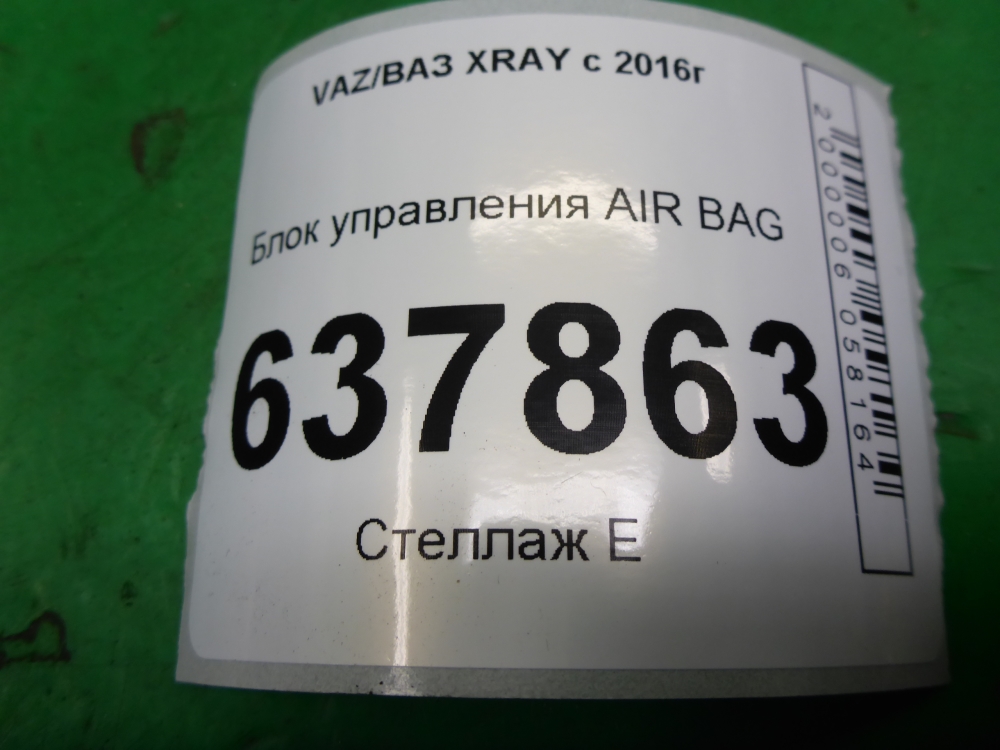 VAZ/ВАЗ XRAY с 2016г
Блок управления AIR BAG
637863
Стеллаж E
2000006058164